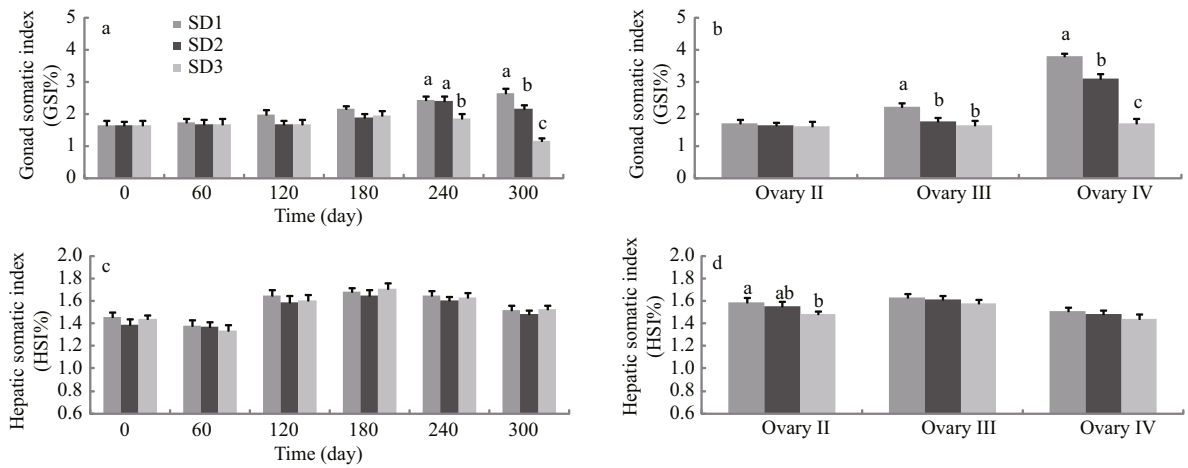 Gonad somatic index
(GSI%)
5
4
3
2
1
0
a
SD1
SD2
SD3
a a b
a b c
0 60 120 180 240 300
Time (day)
Gonad somatic index
(GSI%)
5
4
3
2
1
0
b
a b b
a b c
Ovary II Ovary III Ovary IV
Hepatic somatic index
(HSI%)
2.0
1.8
1.6
1.4
1.2
1.0
0.8
0.6
c
0 60 120 180 240 300
Time (day)
Hepatic somatic index
(HSI%)
2.0
1.8
1.6
1.4
1.2
1.0
0.8
0.6
d
a ab b
Ovary II Ovary III Ovary IV